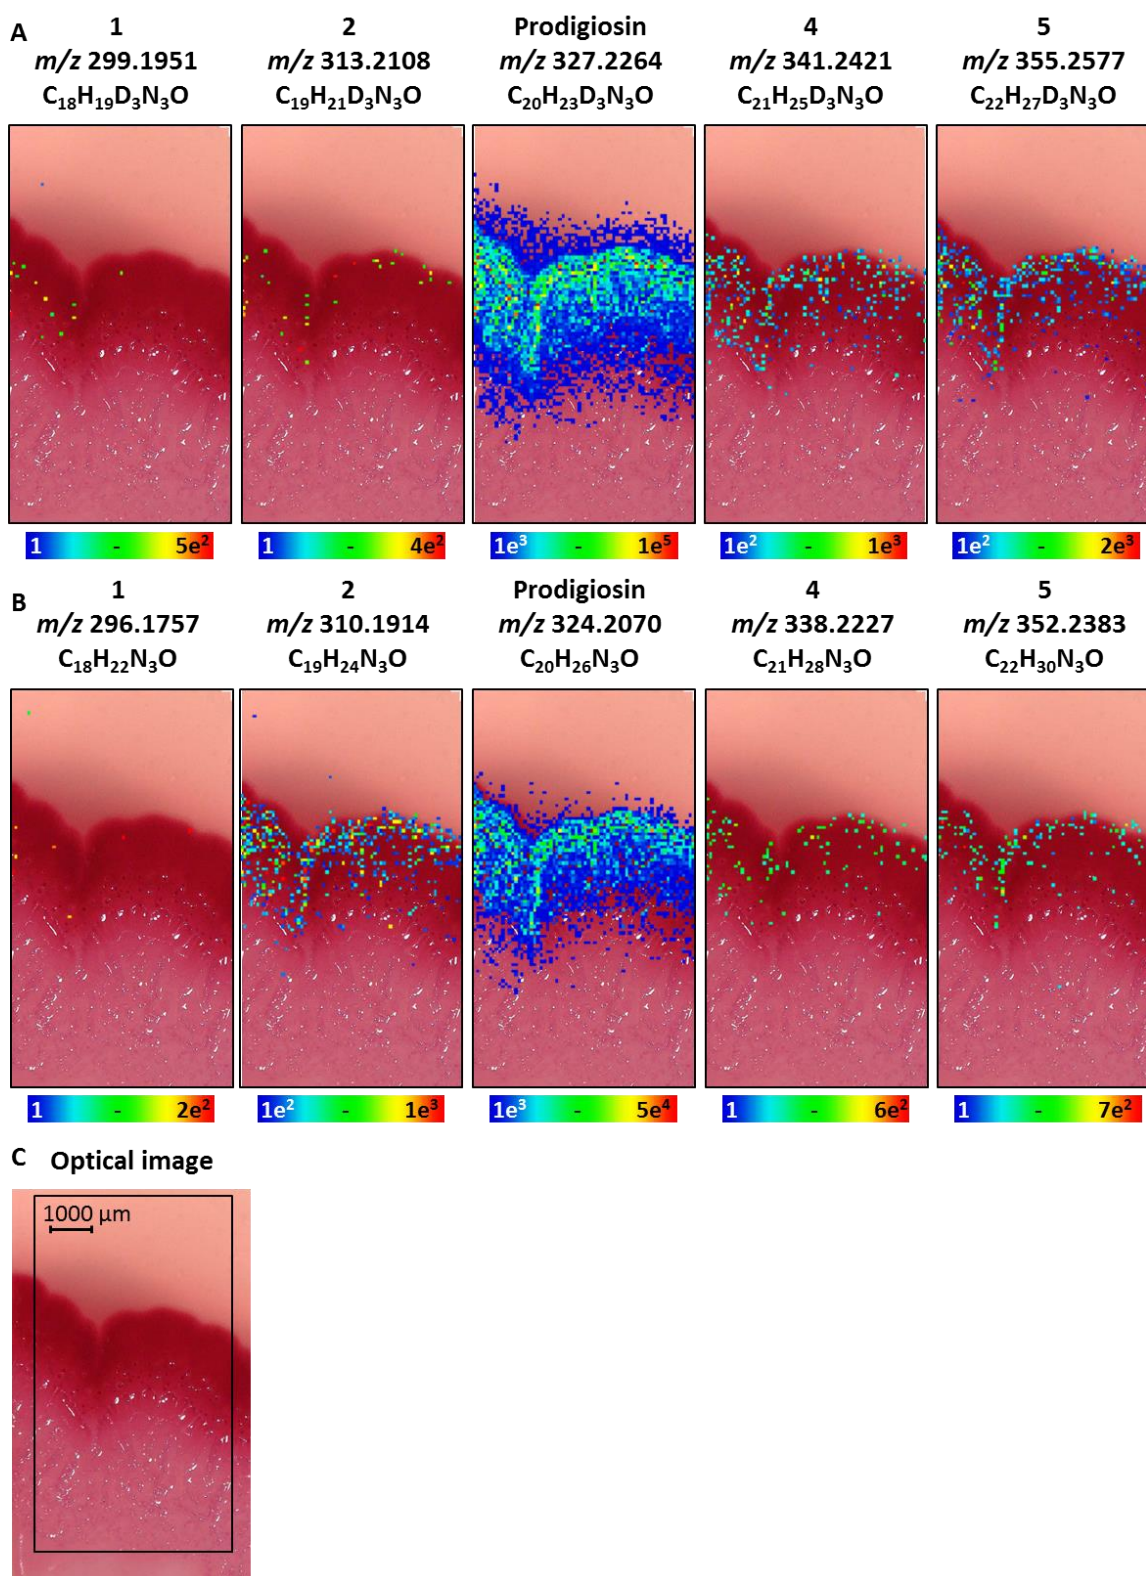 A
1 2 Prodigiosin 4 5
m/z 299.1951 m/z 313.2108 m/z 327.2264 m/z 341.2421 m/z 355.2577
C₁₈H₁₉D₃N₃O C₁₉H₂₁D₃N₃O C₂₀H₂₃D₃N₃O C₂₁H₂₅D₃N₃O C₂₂H₂₇D₃N₃O
1 - 5e² 1 - 4e² 1e³ - 1e⁵ 1e² - 1e³ 1e² - 2e³
B
1 2 Prodigiosin 4 5
m/z 296.1757 m/z 310.1914 m/z 324.2070 m/z 338.2227 m/z 352.2383
C₁₈H₂₂N₃O C₁₉H₂₄N₃O C₂₀H₂₆N₃O C₂₁H₂₈N₃O C₂₂H₃₀N₃O
1 - 2e² 1e² - 1e³ 1e³ - 5e⁴ 1 - 6e² 1 - 7e²
C Optical image
1000 µm